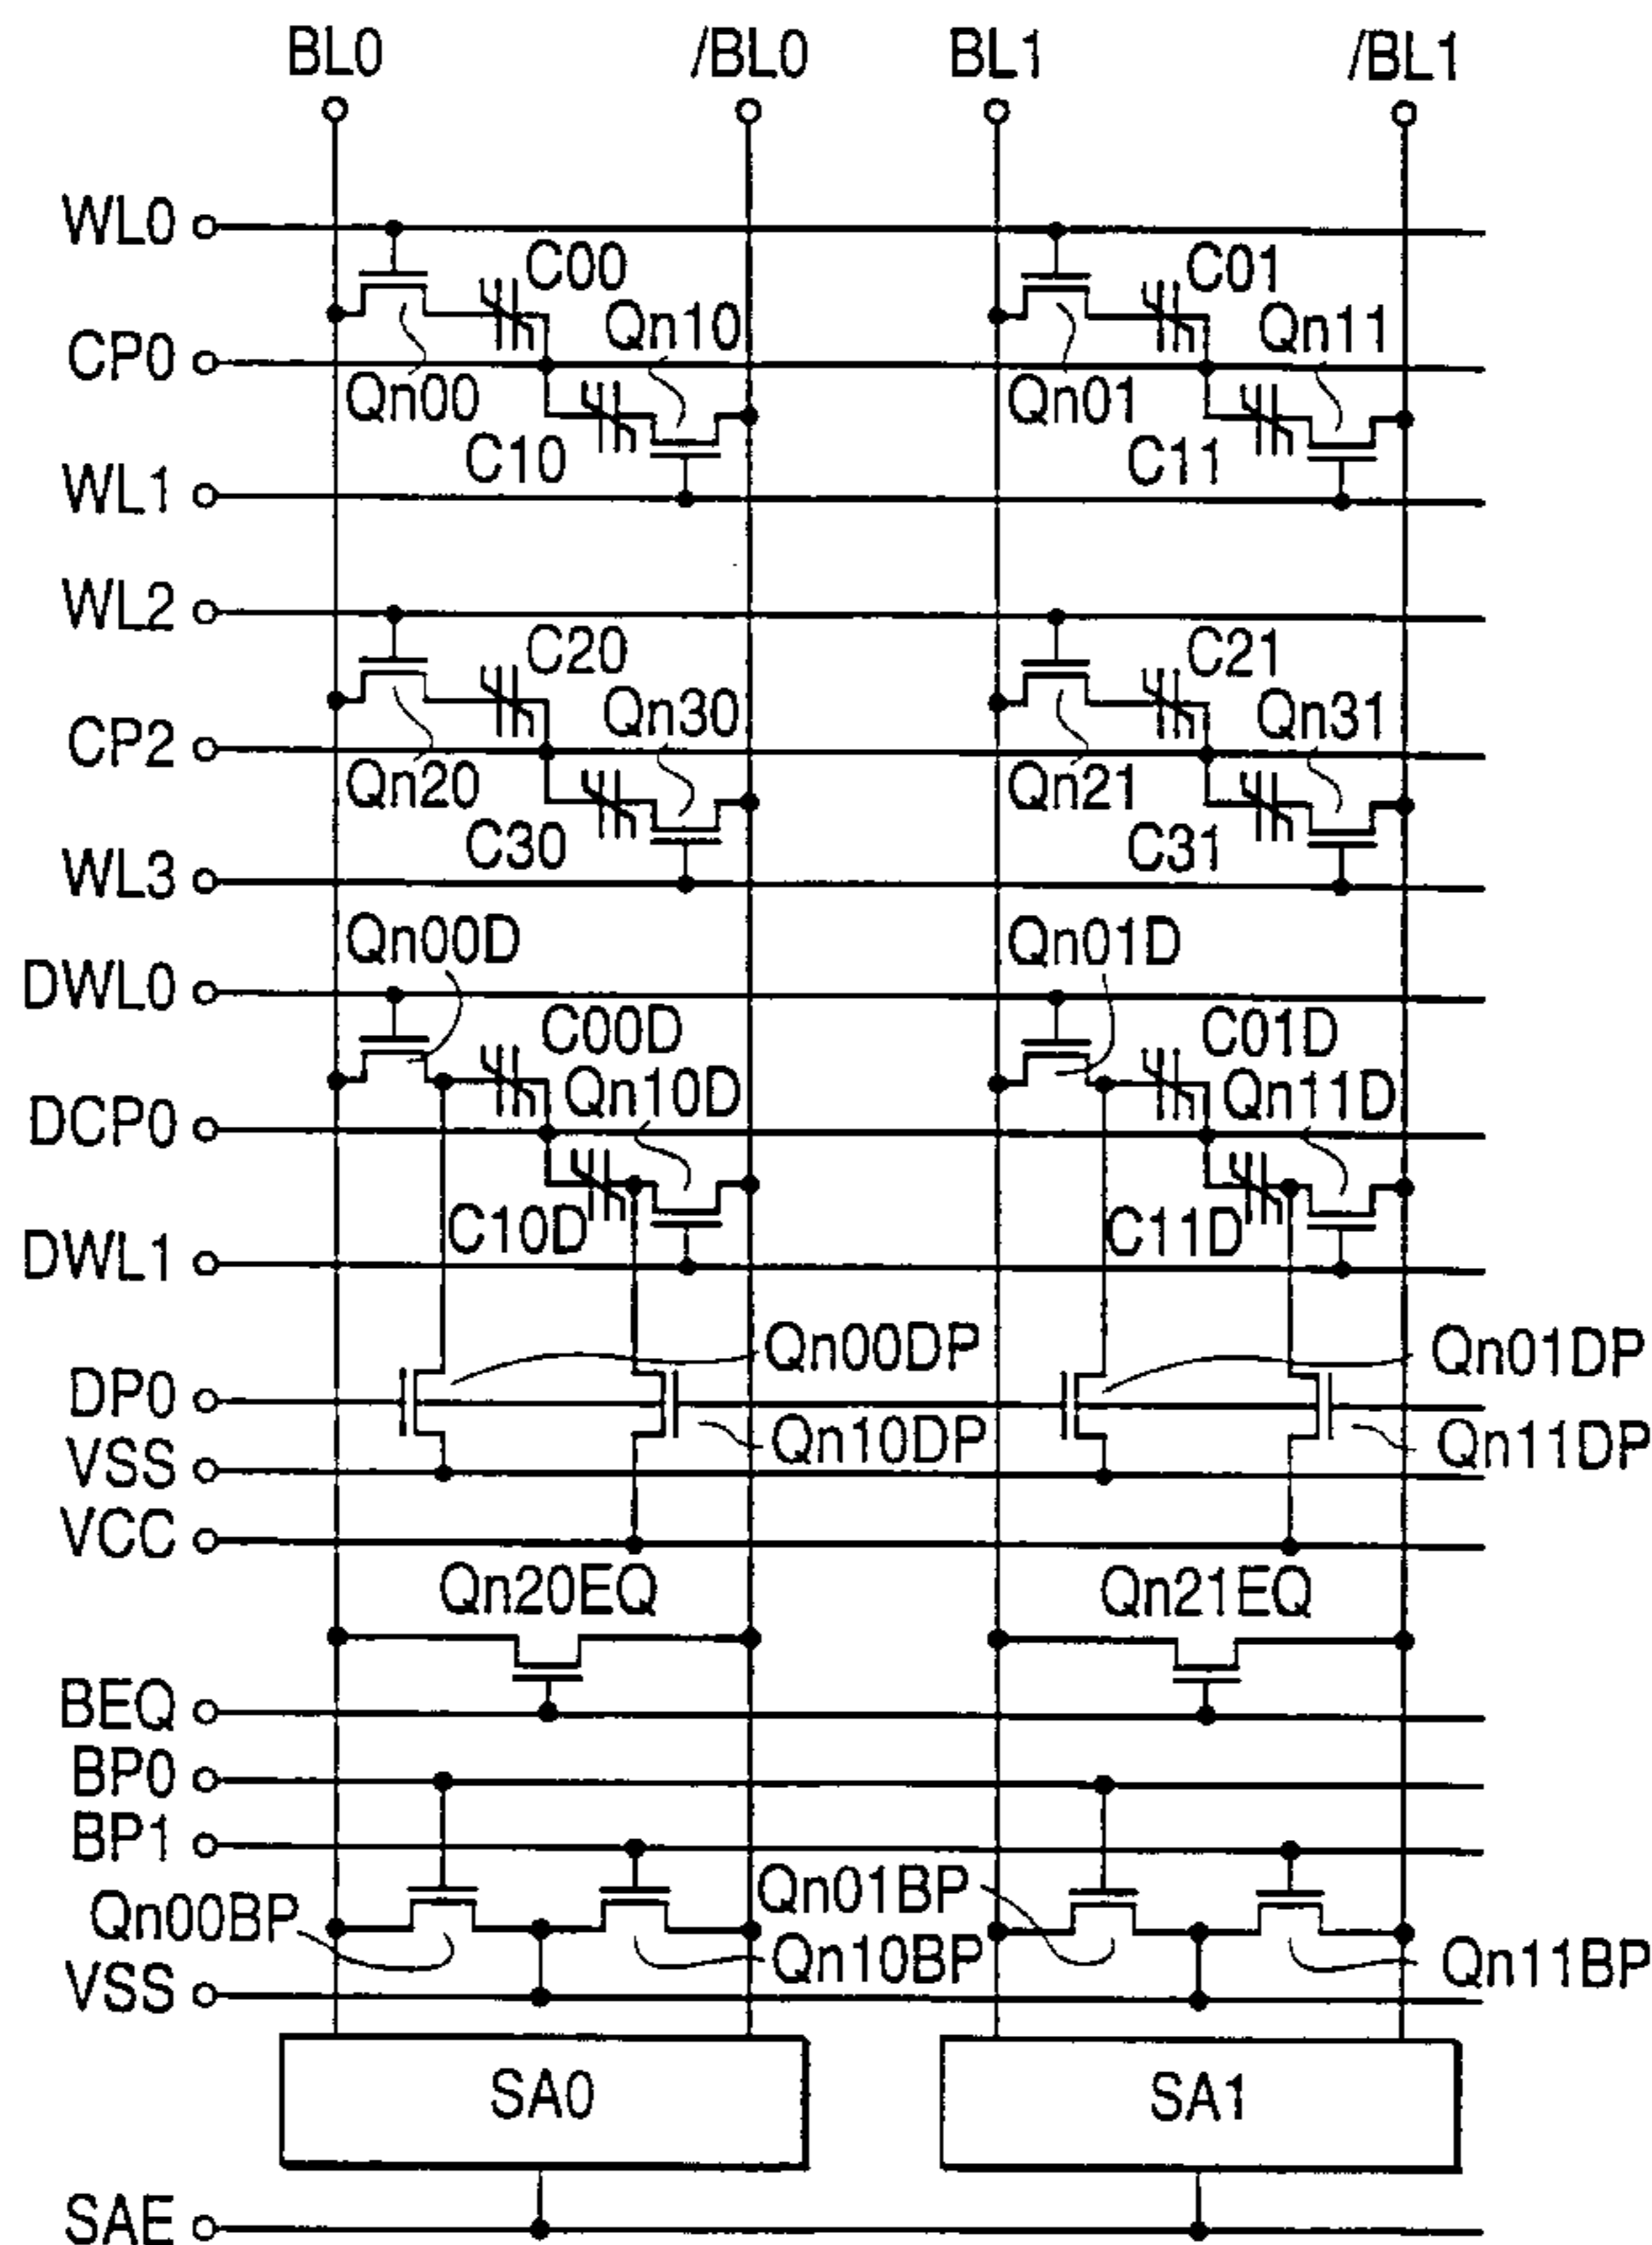 BL0 /BL0 BL1 /BL1
WL0
C00 C01
Qn10 Qn11
CP0
Qn00 Qn01
C10 C11
WL1
WL2
C20 C21
Qn30 Qn31
CP2
Qn20 Qn21
C30 C31
WL3
Qn00D Qn01D
DWL0
C00D C01D
Qn10D Qn11D
DCP0
C10D C11D
DWL1
Qn00DP Qn01DP
DP0
Qn10DP Qn11DP
VSS
VCC
Qn20EQ Qn21EQ
BEQ
BP0
BP1
Qn00BP Qn01BP
Qn10BP Qn11BP
VSS
SA0 SA1
SAE